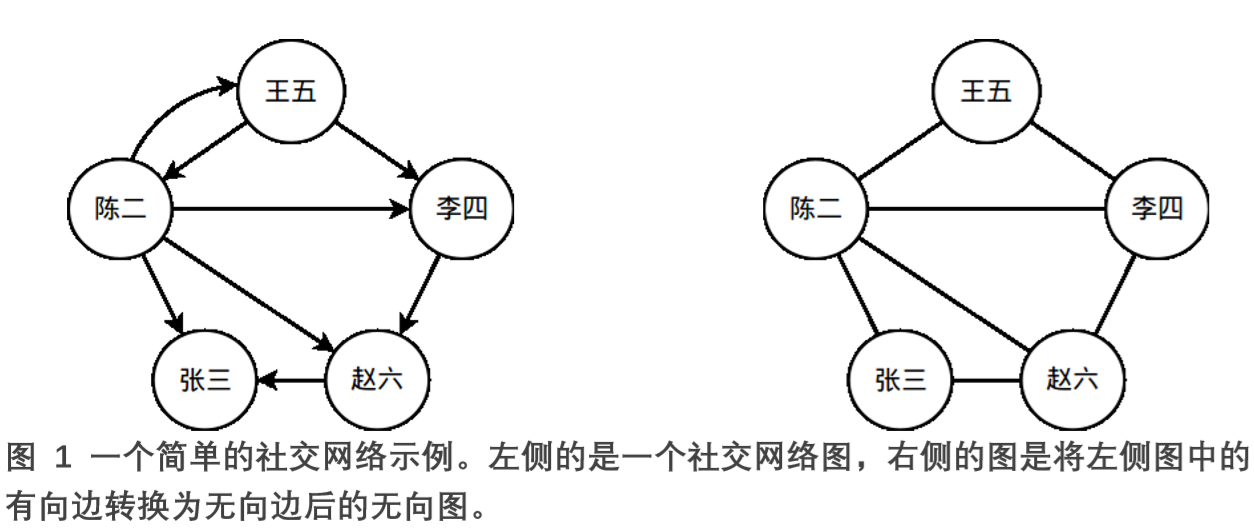 王五
王五
陈二
李四
陈二
李四
张三
赵六
张三
赵六
图 1 一个简单的社交网络示例。左侧的是一个社交网络图，右侧的图是将左侧图中的
有向边转换为无向边后的无向图。